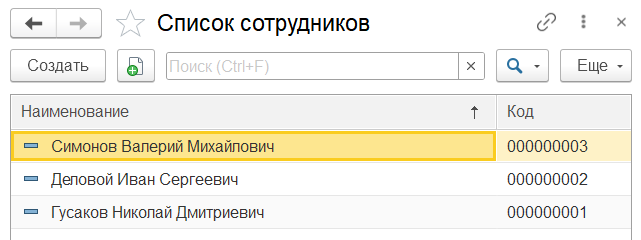 Список сотрудников
Создать Поиск (Ctrl+F) × Еще
Наименование ↑ Код
Симонов Валерий Михайлович 000000003
Деловой Иван Сергеевич 000000002
Гусаков Николай Дмитриевич 000000001